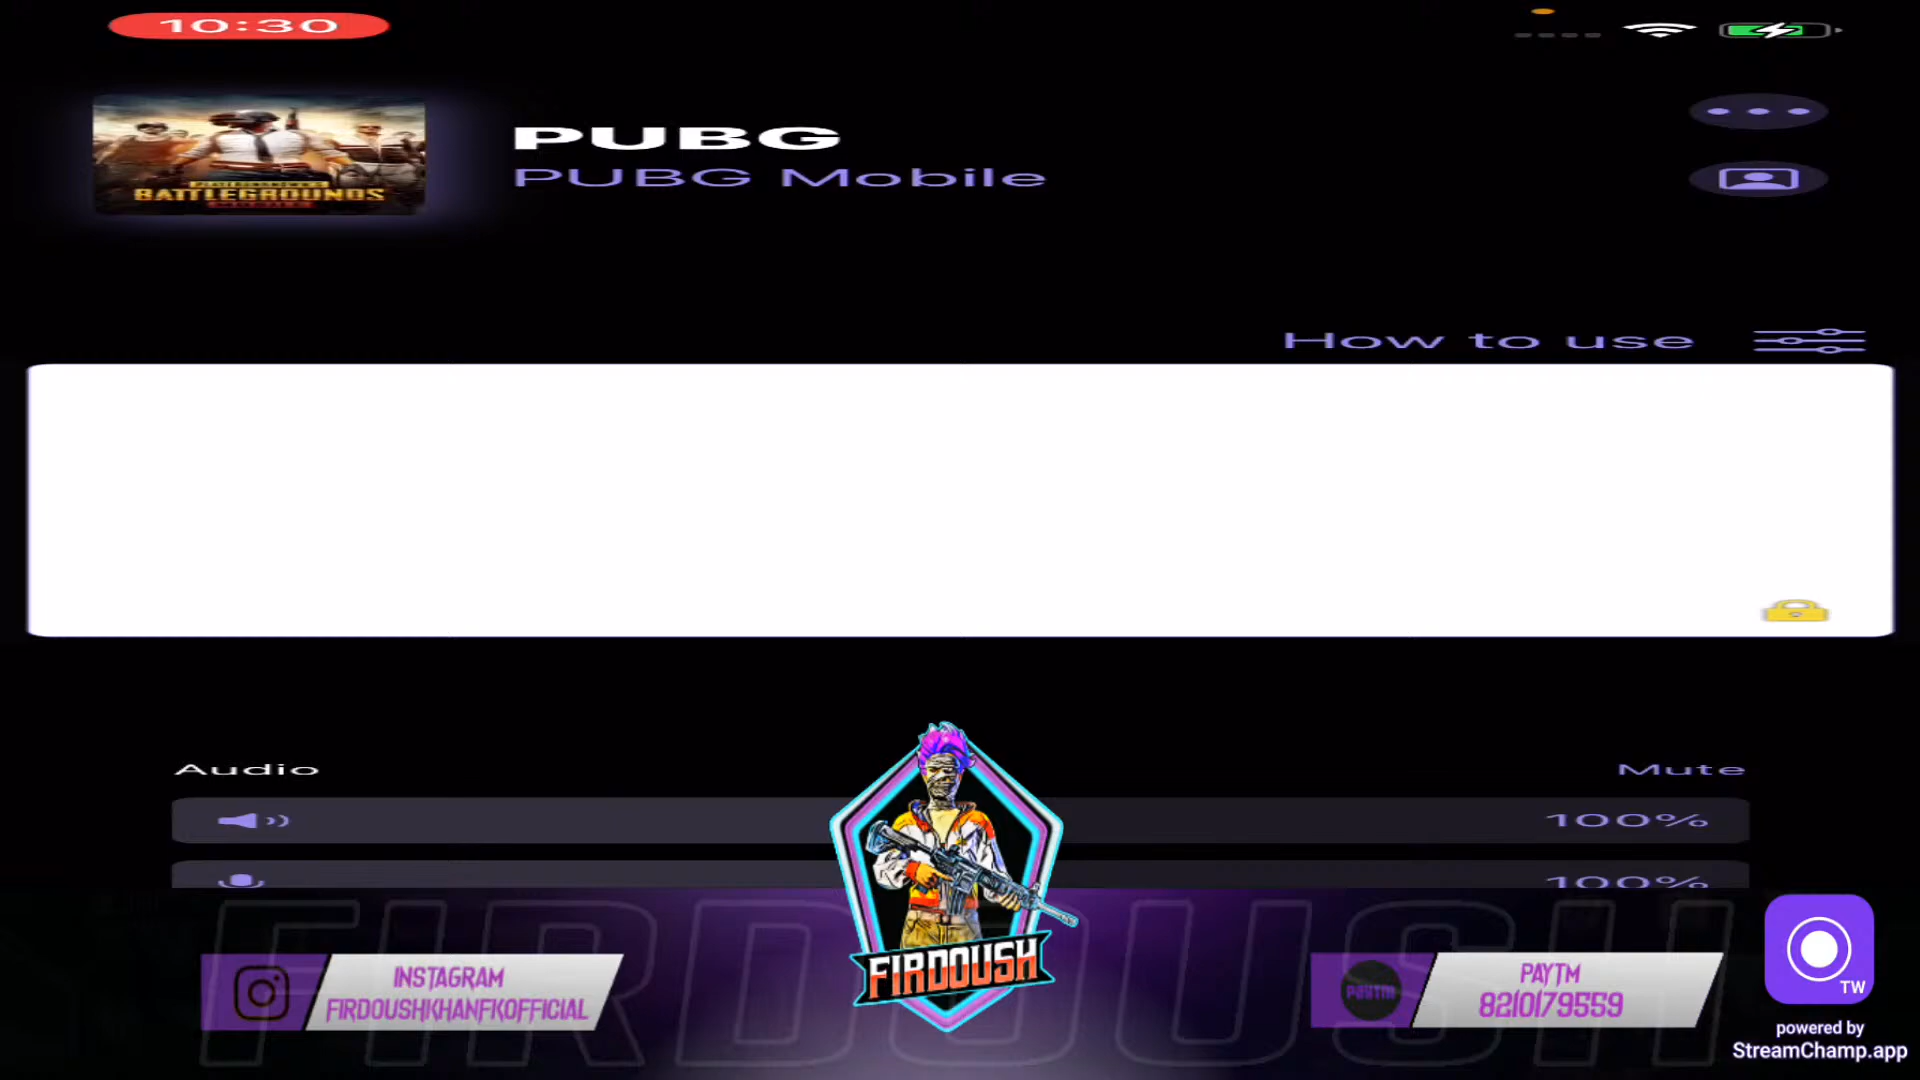 10:30
PUBG
PUBG Mobile
BATTLEGROUNDS
How to use
Audio
Mute
100%
100%
FIRDOUSH
FIRDOUSH
INSTAGRAM
FIRDOUSHKHANFKOFFICIAL
PAYTM
PAYTM
8210179559
TW
powered by
StreamChamp.app